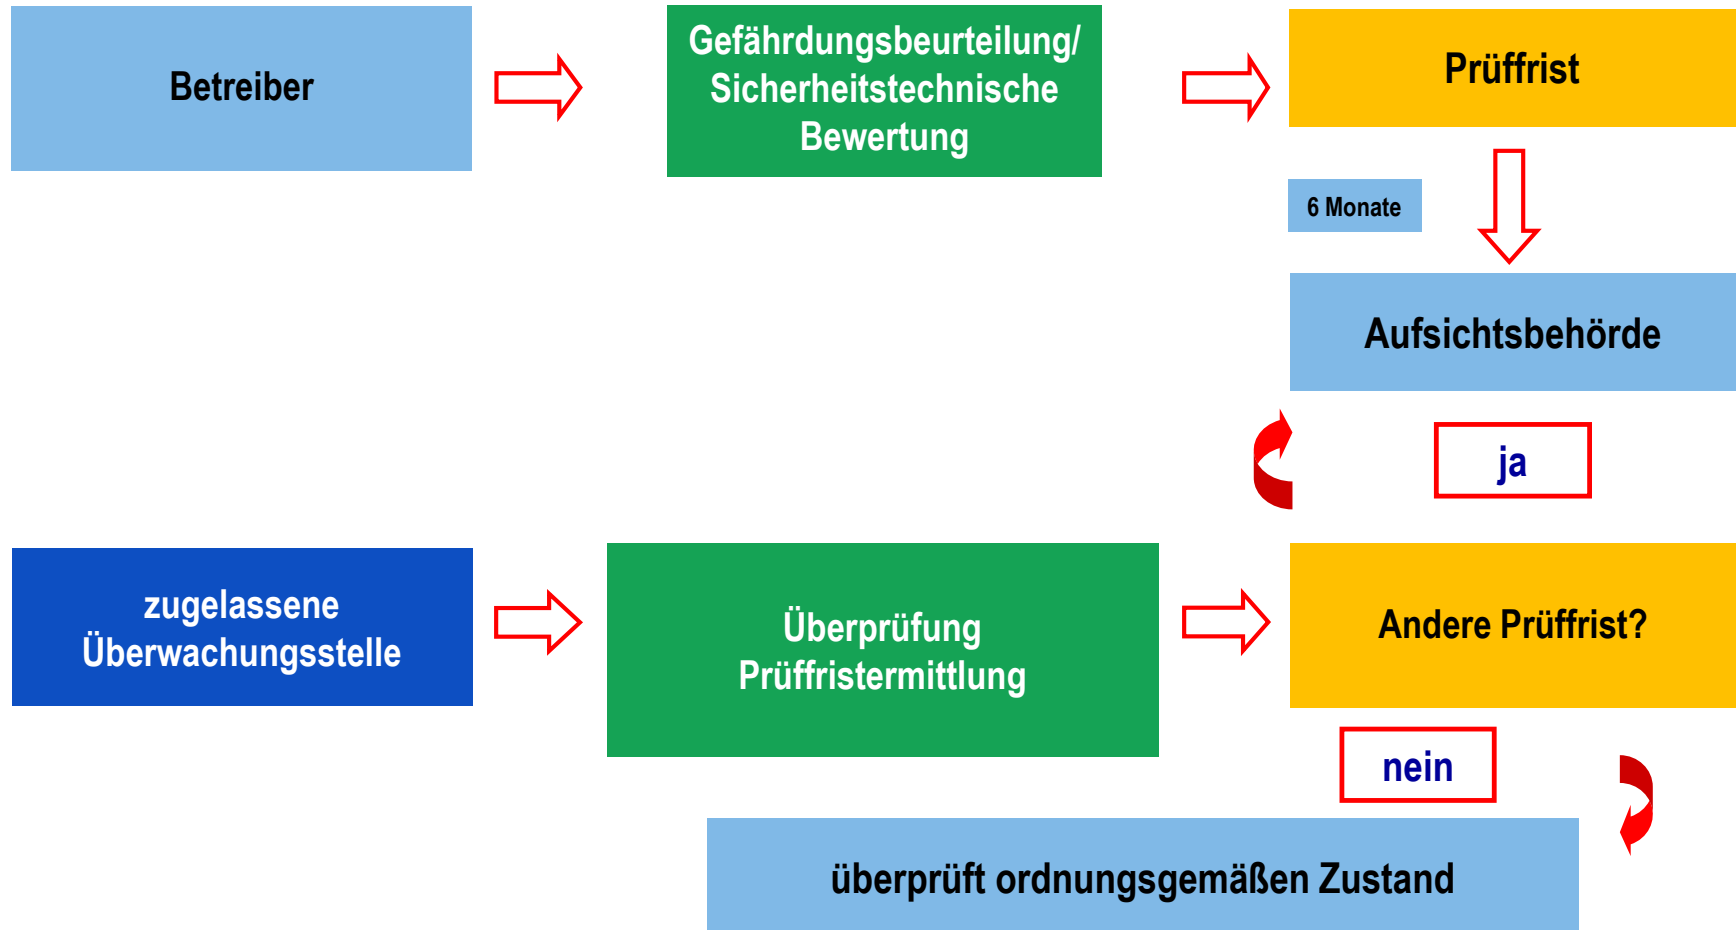 Betreiber
Gefährdungsbeurteilung/
Sicherheitstechnische
Bewertung
Prüffrist
6 Monate
Aufsichtsbehörde
ja
zugelassene
Überwachungsstelle
Überprüfung
Prüffristermittlung
Andere Prüffrist?
nein
überprüft ordnungsgemäßen Zustand